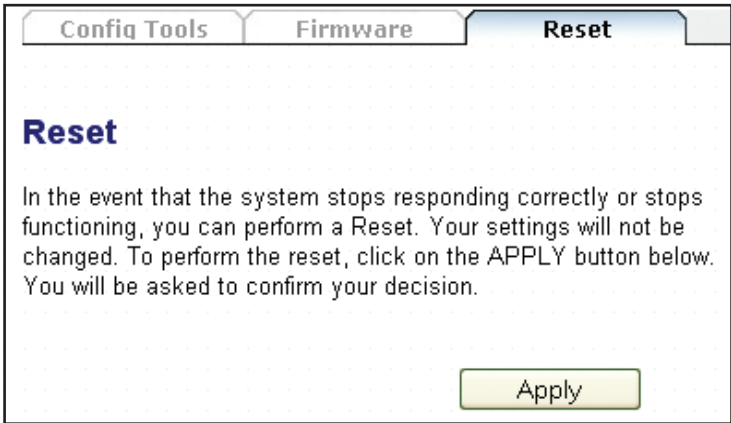 Config Tools Firmware Reset
Reset
In the event that the system stops responding correctly or stops
functioning, you can perform a Reset. Your settings will not be
changed. To perform the reset, click on the APPLY button below.
You will be asked to confirm your decision.
Apply